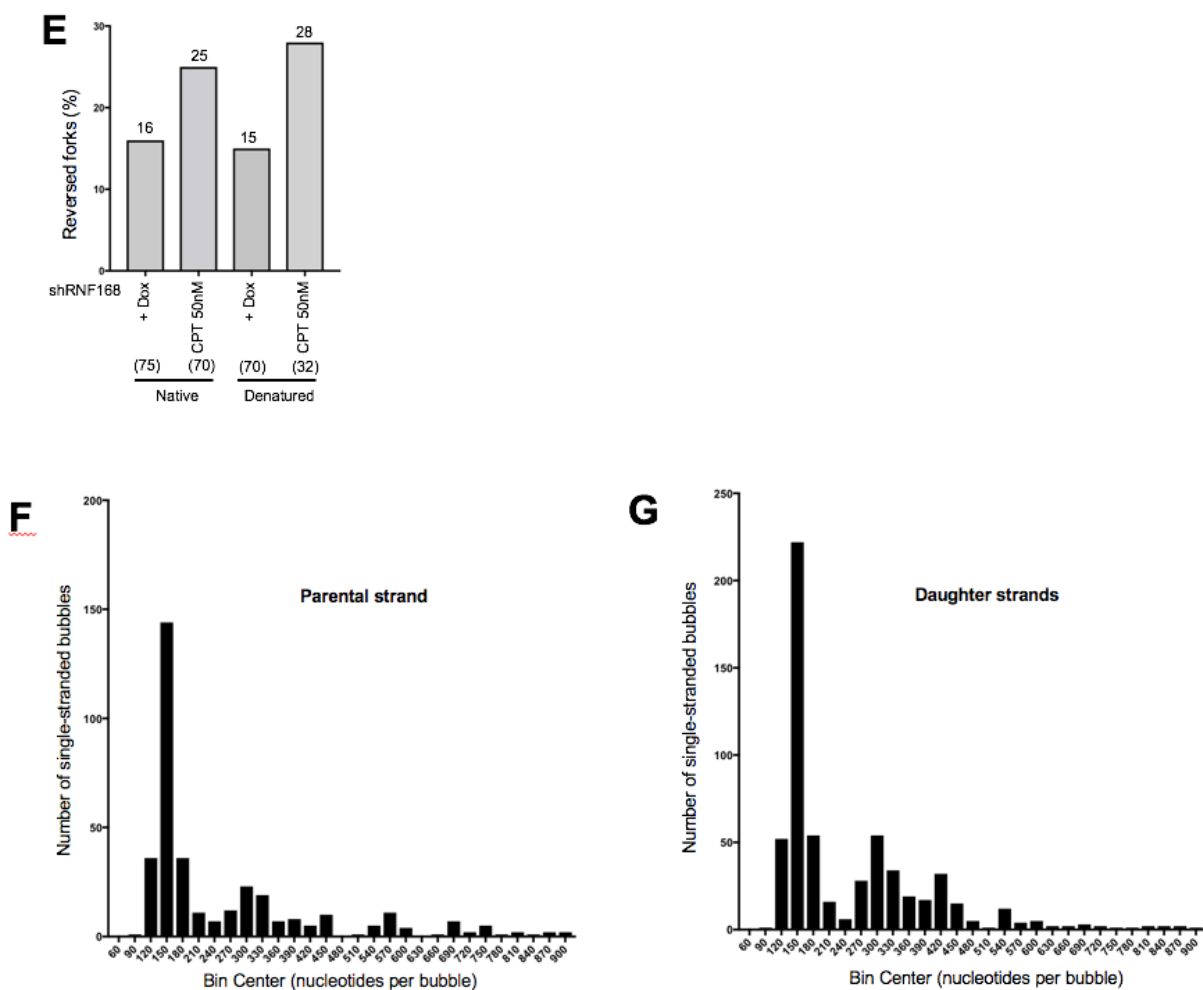 E
30
20
10
0
Reversed forks (%)
16
25
15
28
shRNF168
+ Dox
CPT 50nM
+ Dox
CPT 50nM
(75)
(70)
(70)
(32)
Native
Denatured
F
200
150
100
50
0
Number of single-stranded bubbles
Parental strand
60 90 120 150 180 210 240 270 300 330 360 390 420 450 480 510 540 570 600 630 660 690 720 750 780 810 840 870 900
Bin Center (nucleotides per bubble)
G
250
200
150
100
50
0
Number of single-stranded bubbles
Daughter strands
60 90 120 150 180 210 240 270 300 330 360 390 420 450 480 510 540 570 600 630 660 690 720 750 780 810 840 870 900
Bin Center (nucleotides per bubble)